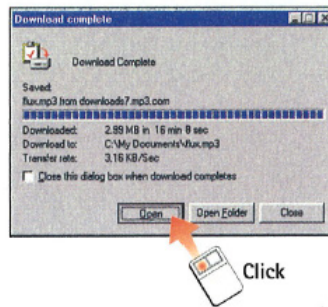 Download complete
Download Complete
Saved:
flux.mp3 from downloads7.mp3.com
Downloaded: 2.99 MB in 16 min 8 sec
Download to: C:\My Documents\flux.mp3
Transfer rate: 3.16 KB/Sec
Close this dialog box when download completes
Open Open Folder Close
Click